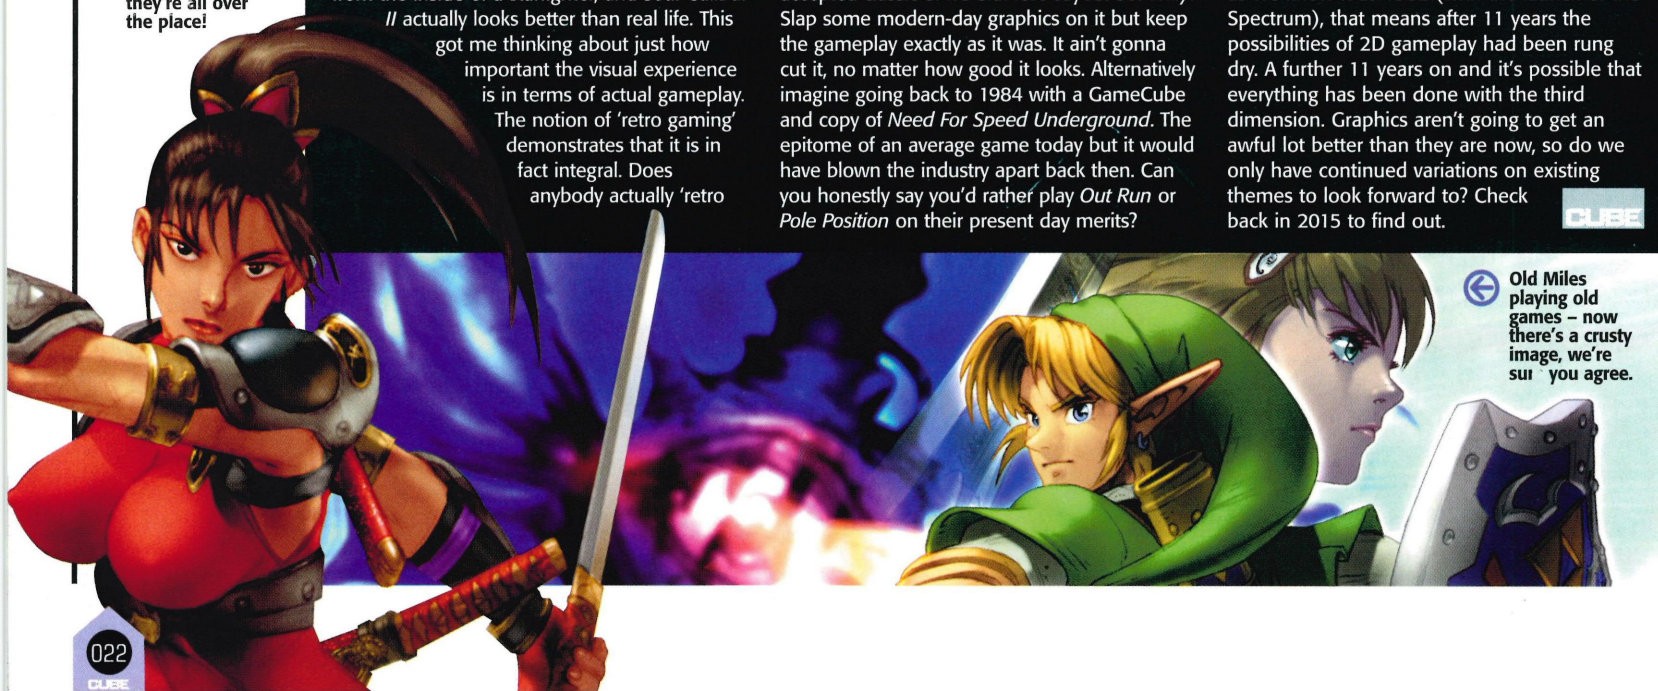 they're all over
the place!
II actually looks better than real life. This
got me thinking about just how
important the visual experience
is in terms of actual gameplay.
The notion of 'retro gaming'
demonstrates that it is in
fact integral. Does
anybody actually 'retro
Slap some modern-day graphics on it but keep
the gameplay exactly as it was. It ain't gonna
cut it, no matter how good it looks. Alternatively
imagine going back to 1984 with a GameCube
and copy of Need For Speed Underground. The
epitome of an average game today but it would
have blown the industry apart back then. Can
you honestly say you'd rather play Out Run or
Pole Position on their present day merits?
Spectrum), that means after 11 years the
possibilities of 2D gameplay had been rung
dry. A further 11 years on and it's possible that
everything has been done with the third
dimension. Graphics aren't going to get an
awful lot better than they are now, so do we
only have continued variations on existing
themes to look forward to? Check
back in 2015 to find out.
CUBE
Old Miles
playing old
games – now
there's a crusty
image, we're
you agree.
022
CUBE